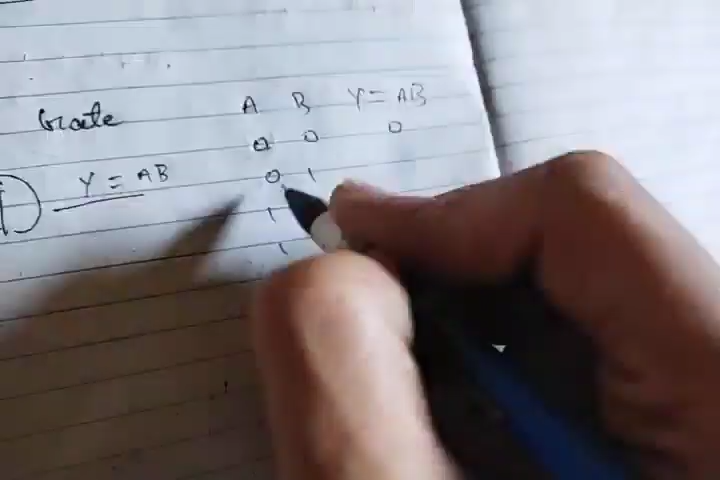 Gate A B Y = AB
0 0 0
Y = AB 0 1
1
1